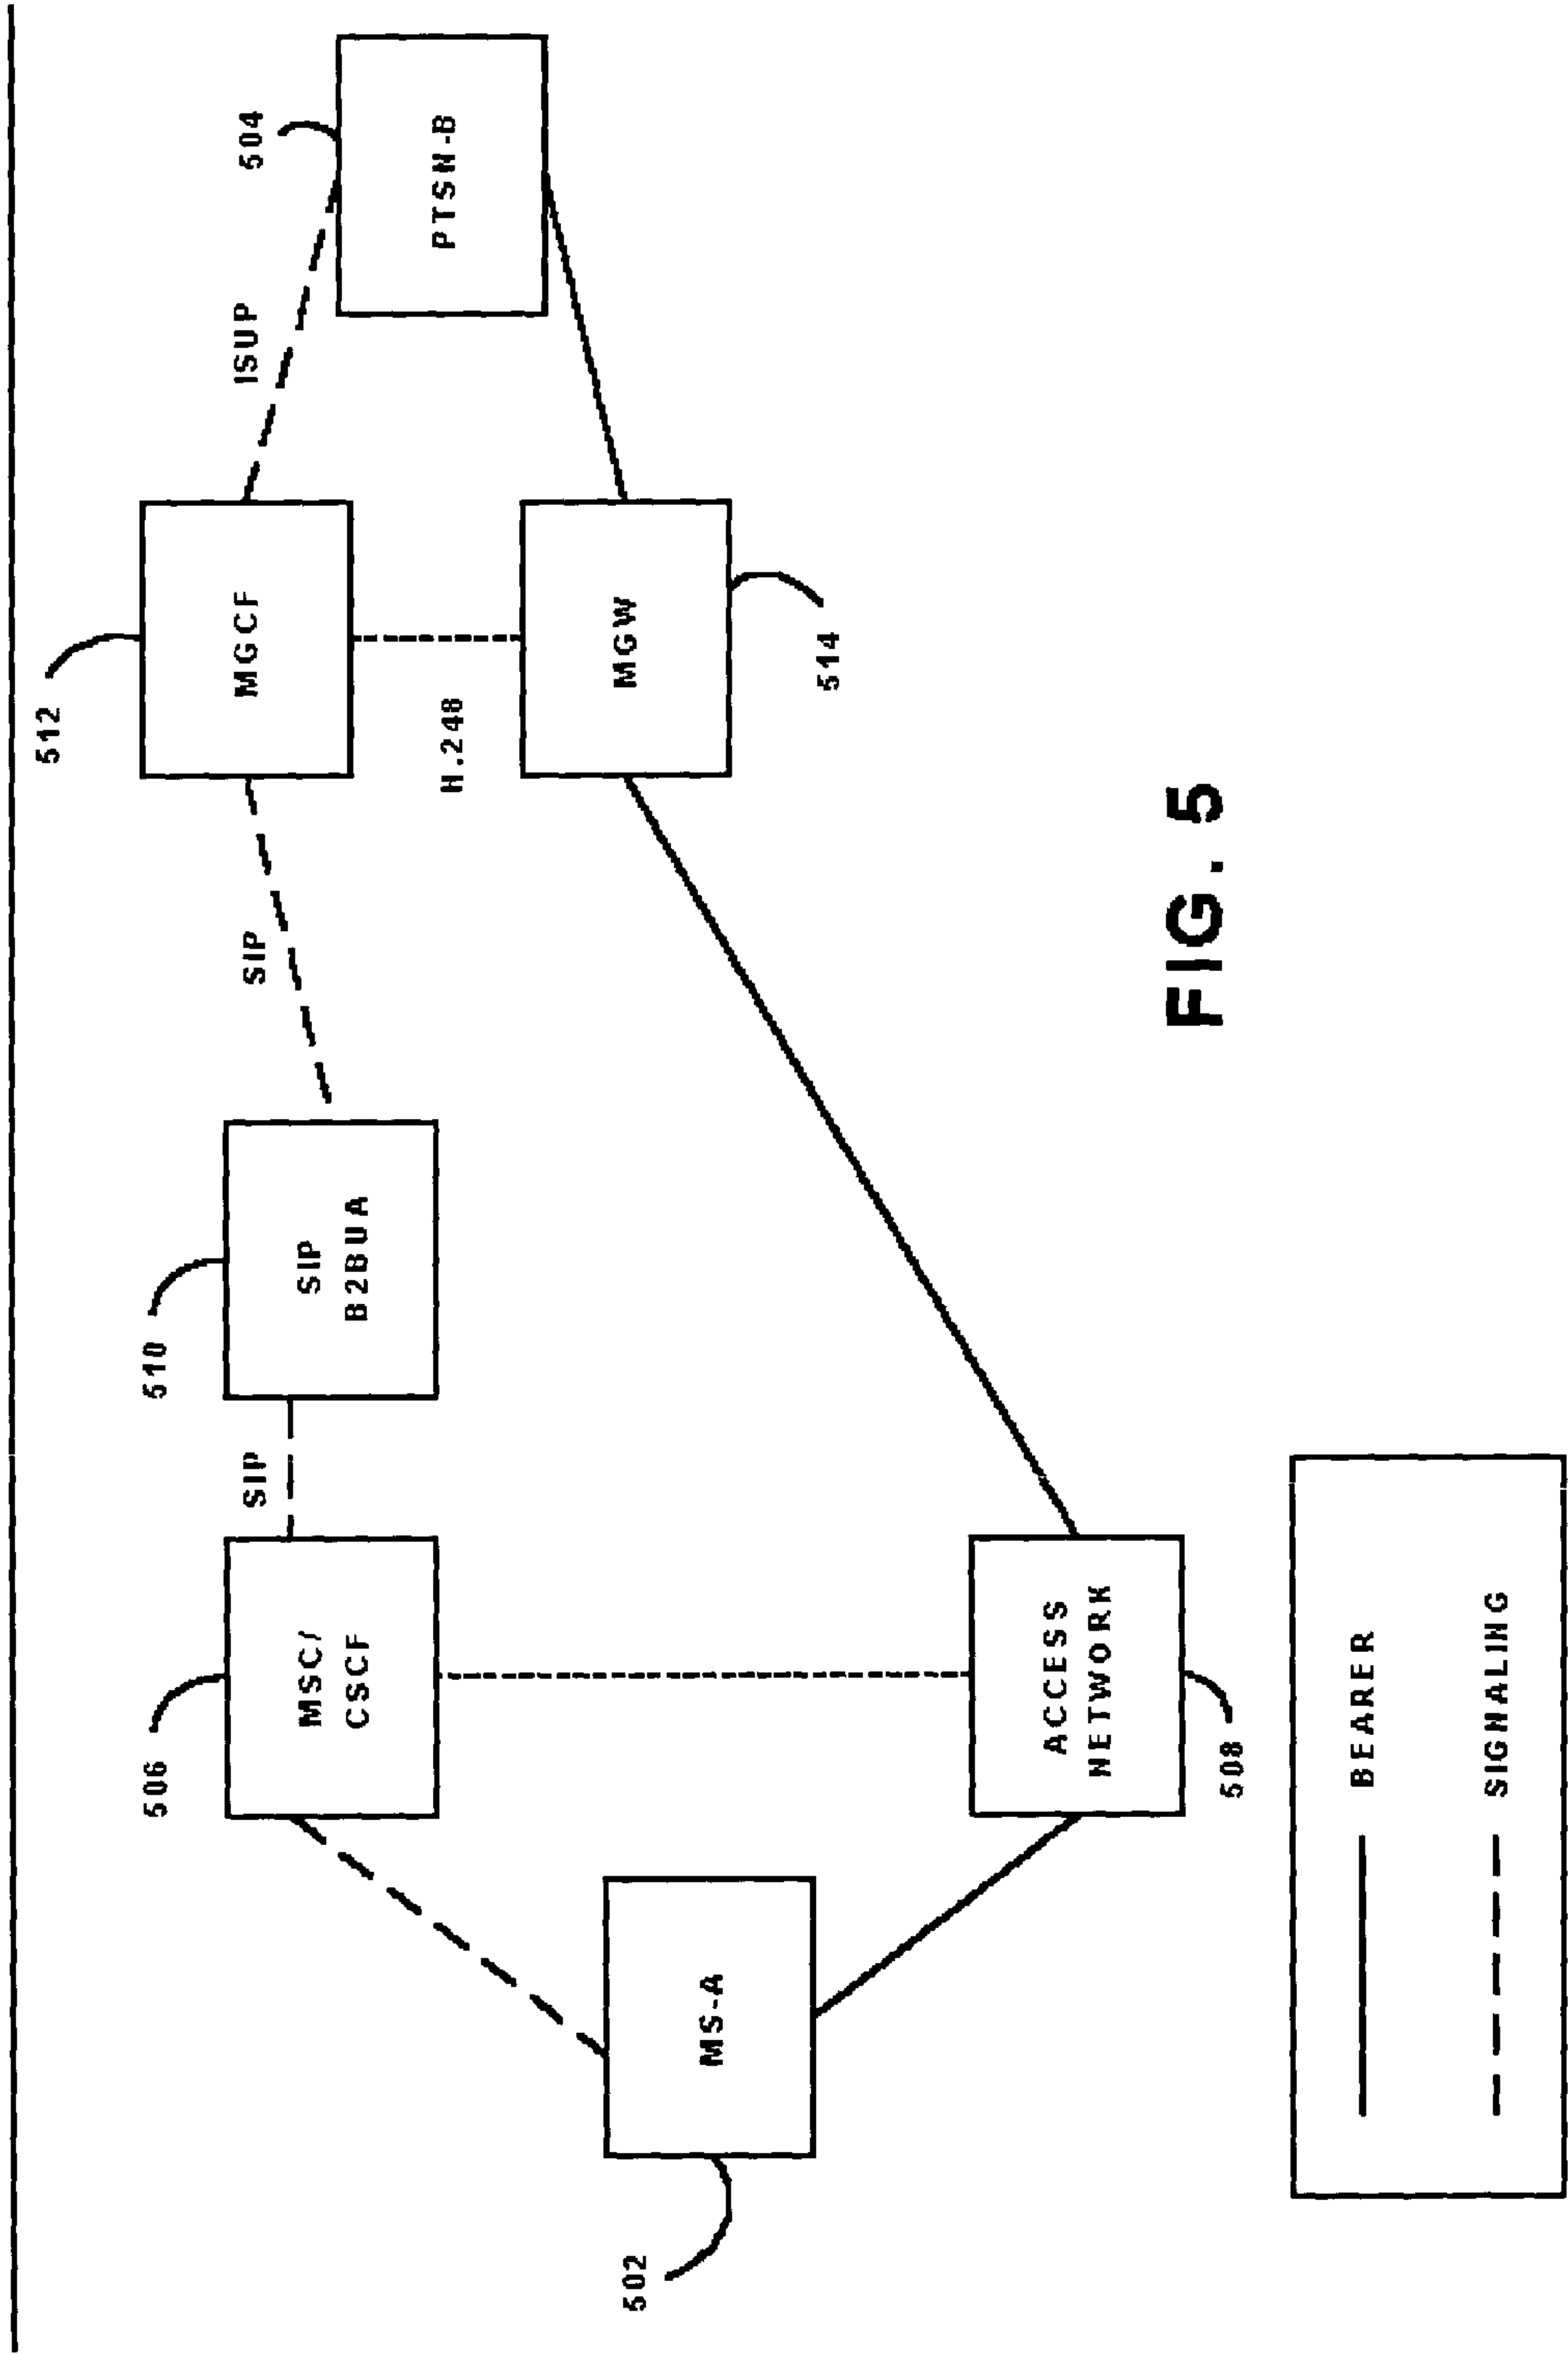 512
MGCF
ISUP
504
PTSN-B
SIP
H.248
MGW
514
510
SIP
B2BUA
SIP
506
MSC/
CSCF
502
MS-A
ACCESS
NETWORK
508
BEARER
SIGNALING
FIG. 5